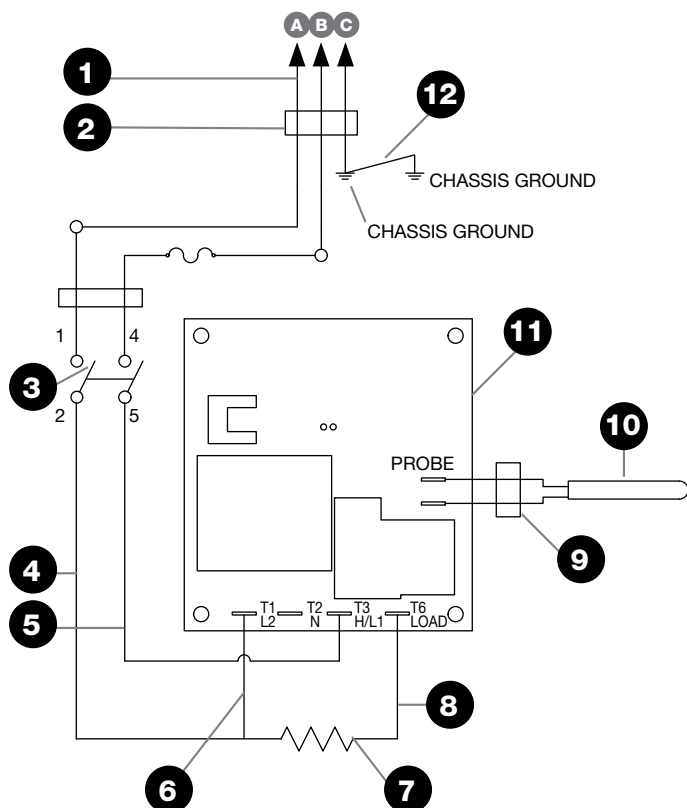 A B C
1
2
12
CHASSIS GROUND
CHASSIS GROUND
1 4
3
2 5
11
PROBE
10
9
4
5
T1 T2 T3 T6
L2 N H/L1 LOAD
8
6
7